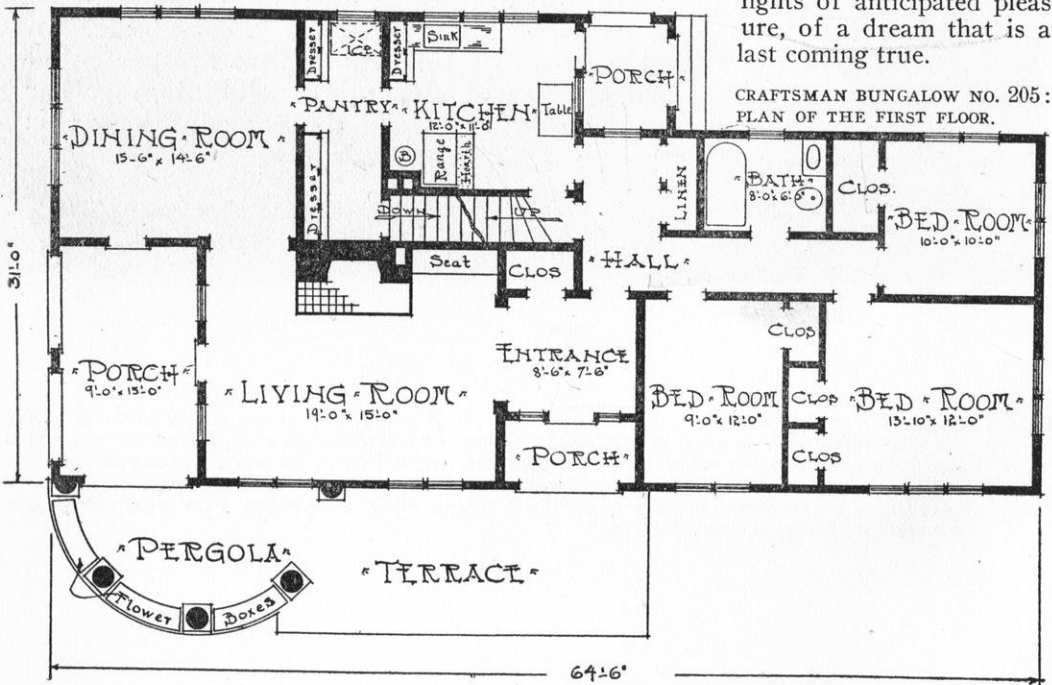 lights of anticipated pleas
ure, of a dream that is a
last coming true.
CRAFTSMAN BUNGALOW NO. 205:
PLAN OF THE FIRST FLOOR.
Dresser
Ice
Dresser
Sink
PORCH
PANTRY
KITCHEN
12'-0" x 11'-0"
Table
DINING ROOM
15'-6" x 14'-6"
B
Range
Hearth
Dresser
Down
Up
LINEN
BATH
8'-0" x 6'-0"
CLOS.
BED ROOM
10'-0" x 10'-0"
31'-0"
Seat
CLOS
HALL
CLOS
PORCH
9'-0" x 15'-0"
LIVING ROOM
19'-0" x 15'-0"
ENTRANCE
8'-6" x 7'-6"
BED ROOM
9'-0" x 12'-0"
CLOS
BED ROOM
13'-10" x 12'-0"
CLOS
PORCH
PERGOLA
TERRACE
Flower Boxes
64'-6"